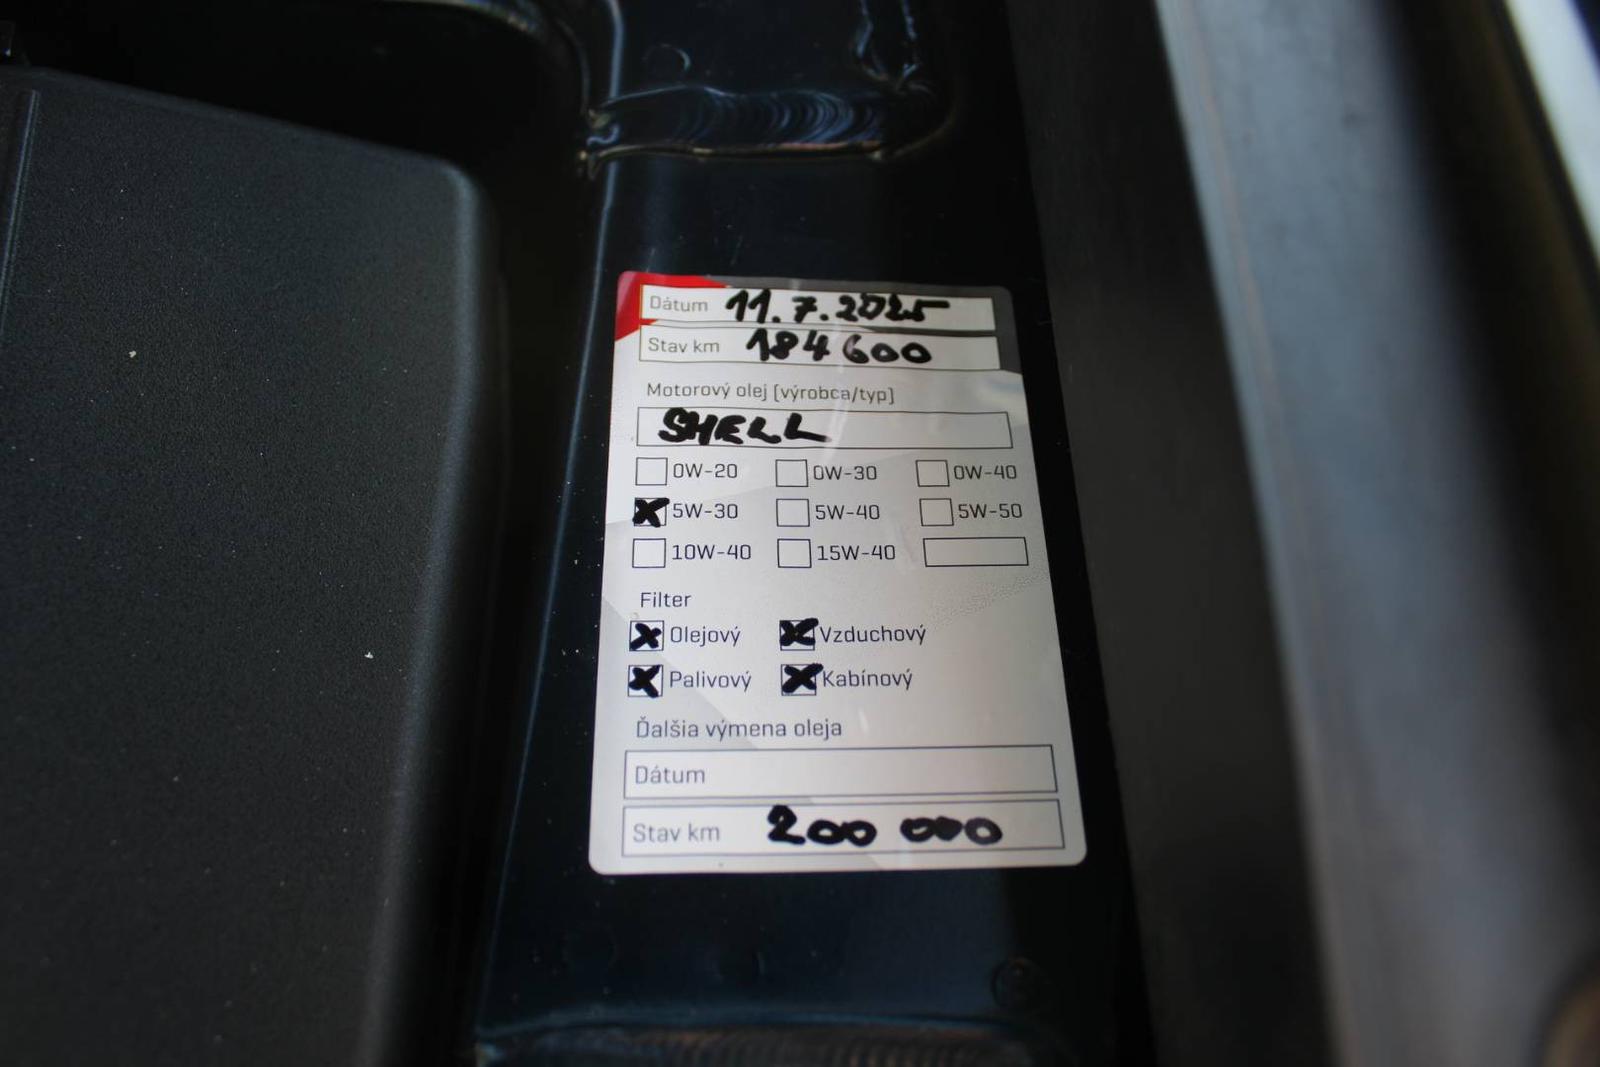 Dátum 11.7.2025
Stav km 184 600
Motorový olej (výrobca/typ)
SHELL
0W-20 0W-30 0W-40
5W-30 5W-40 5W-50
10W-40 15W-40
Filter
Olejový Vzduchový
Palivový Kabínový
Ďalšia výmena oleja
Dátum
Stav km 200 000